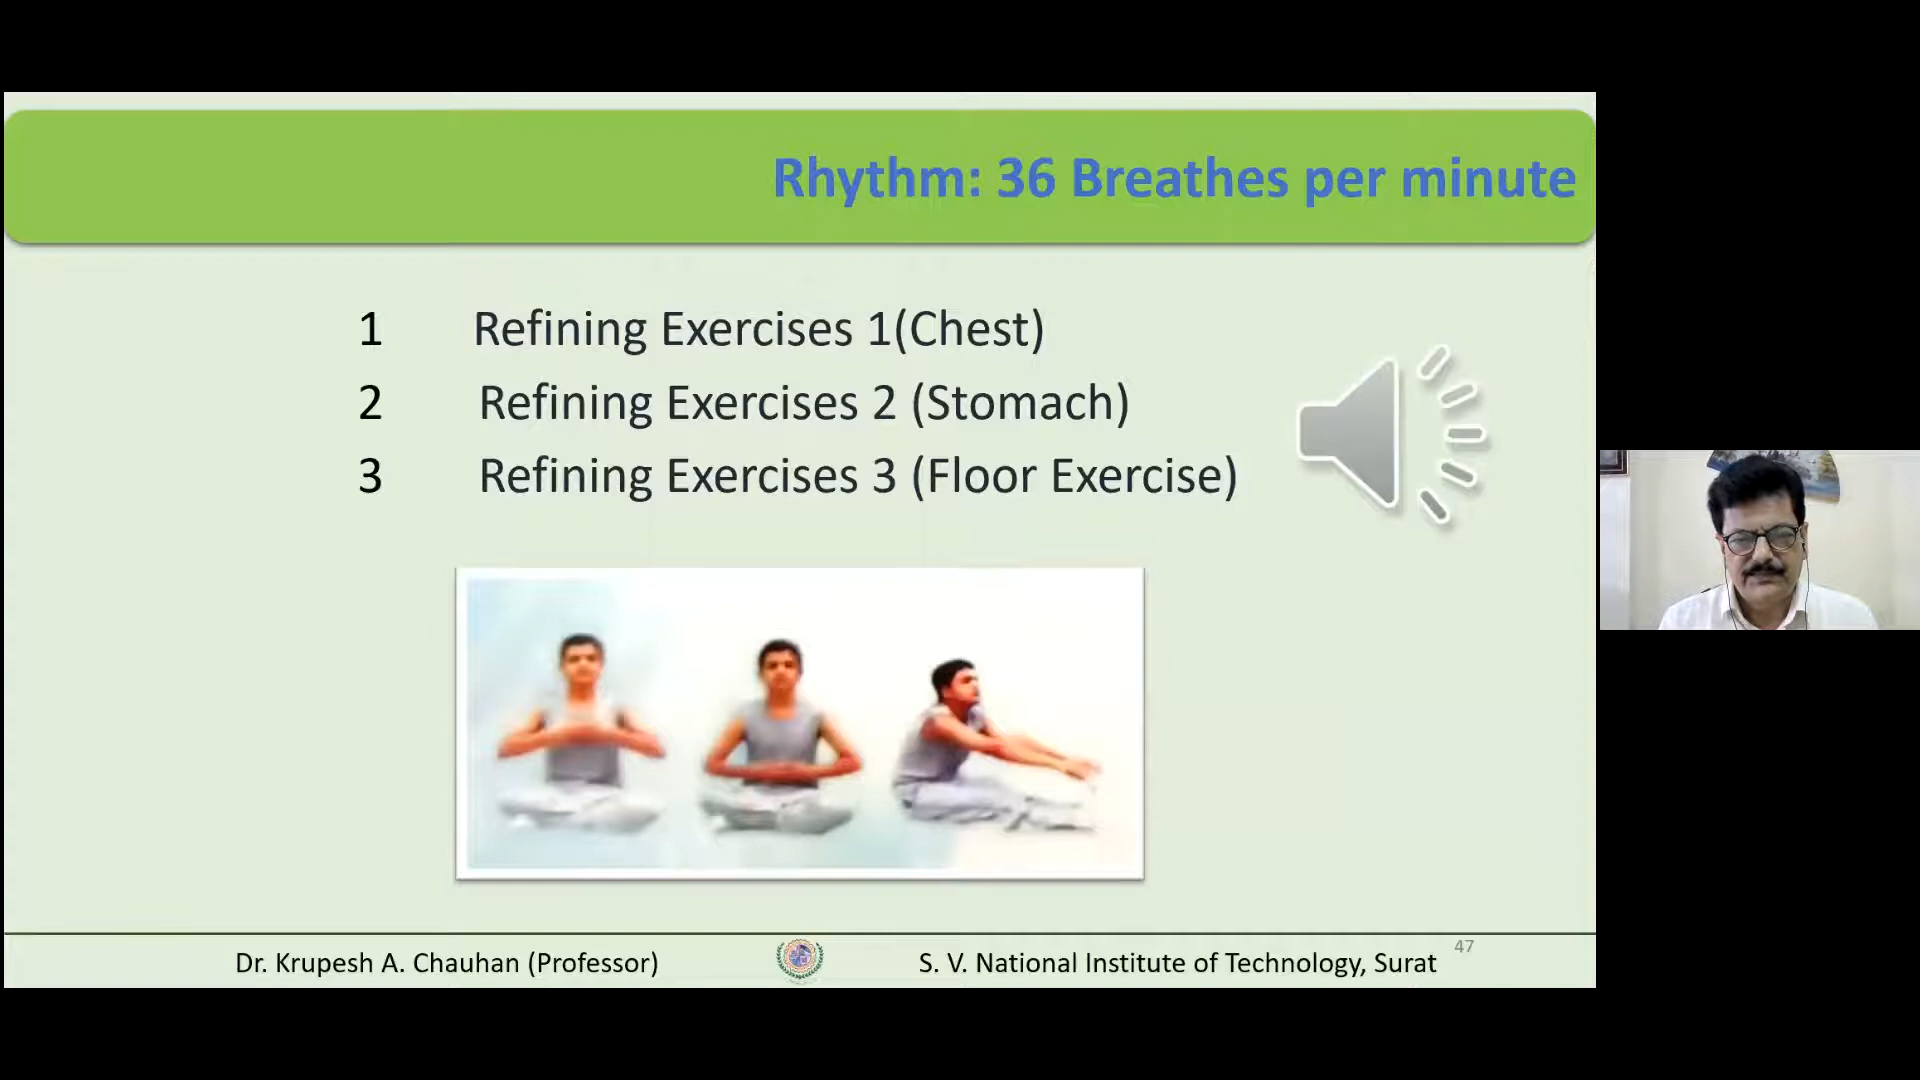 Rhythm: 36 Breathes per minute
1 Refining Exercises 1(Chest)
2 Refining Exercises 2 (Stomach)
3 Refining Exercises 3 (Floor Exercise)
Dr. Krupesh A. Chauhan (Professor)
S. V. National Institute of Technology, Surat
47